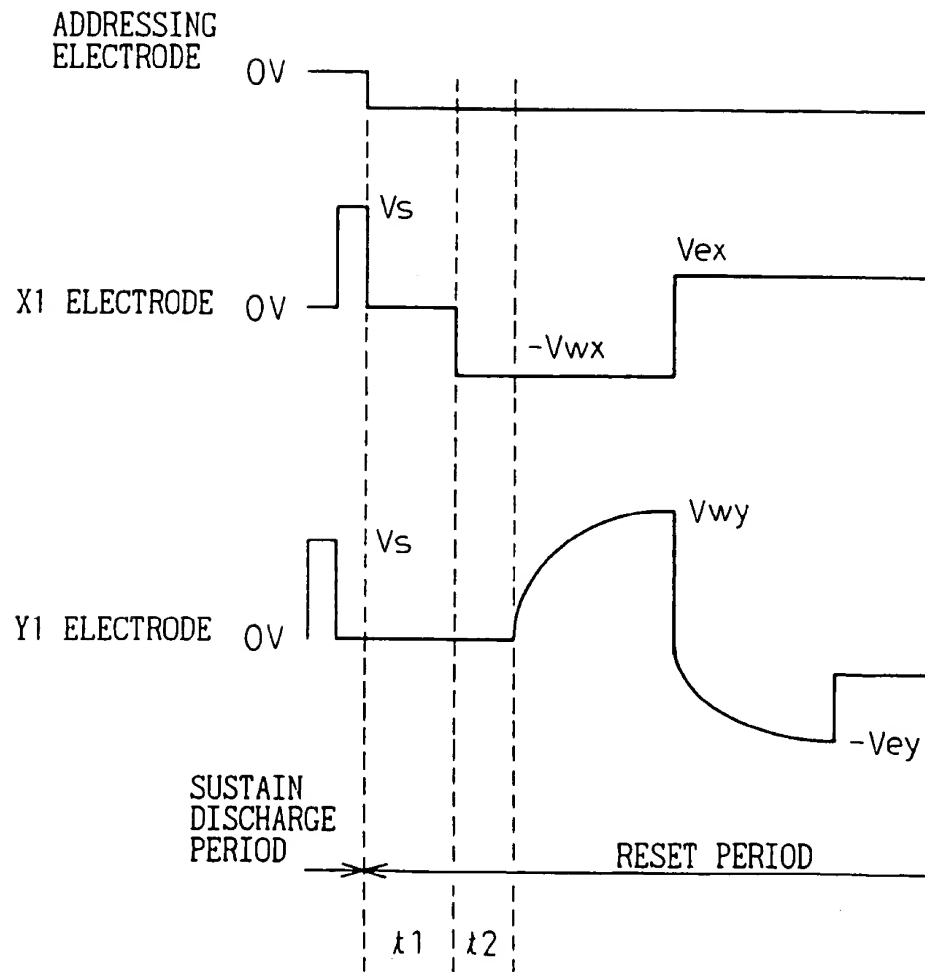 ADDRESSING
ELECTRODE
0V
Vs
Vex
X1 ELECTRODE
0V
-Vwx
Vwy
Vs
Y1 ELECTRODE
0V
-Vey
SUSTAIN
DISCHARGE
PERIOD
RESET PERIOD
t1
t2